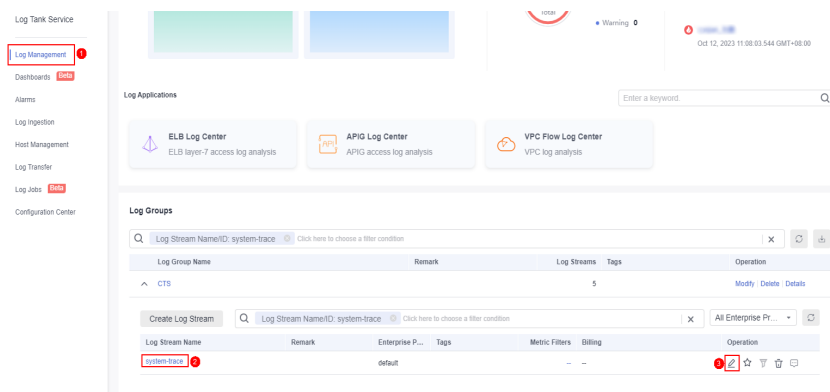 Log Tank Service
Total
Warning 0
Oct 12, 2023 11:08:03.544 GMT+08:00
Log Management 1
Dashboards Beta
Alarms
Log Ingestion
Host Management
Log Transfer
Log Jobs Beta
Configuration Center
Log Applications
Enter a keyword.
ELB Log Center
ELB layer-7 access log analysis
API
APIG Log Center
APIG access log analysis
VPC Flow Log Center
VPC log analysis
Log Groups
Log Stream Name/ID: system-trace Click here to choose a filter condition
Log Group Name Remark Log Streams Tags Operation
CTS 5 Modify Delete Details
Create Log Stream Log Stream Name/ID: system-trace Click here to choose a filter condition All Enterprise Pr...
Log Stream Name Remark Enterprise P... Tags Metric Filters Billing Operation
system-trace 2 default -- -- 3